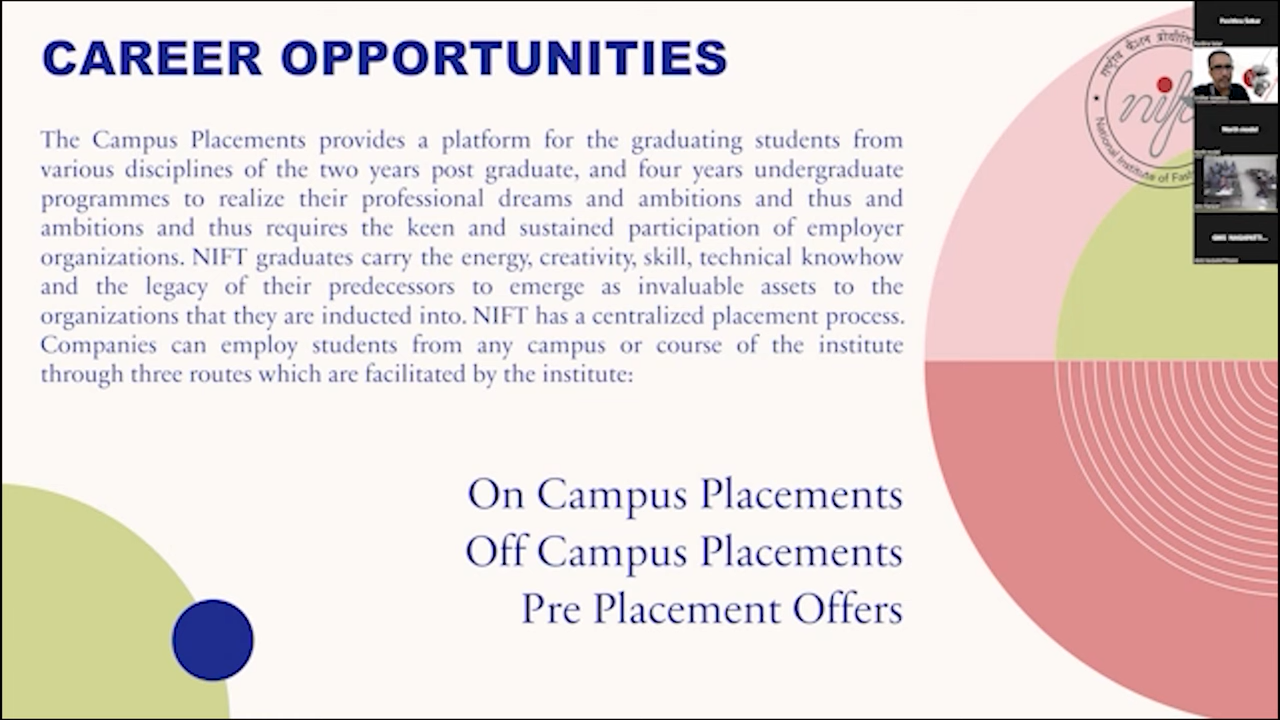 CAREER OPPORTUNITIES
The Campus Placements provides a platform for the graduating students from
various disciplines of the two years post graduate, and four years undergraduate
programmes to realize their professional dreams and ambitions and thus and
ambitions and thus requires the keen and sustained participation of employer
organizations. NIFT graduates carry the energy, creativity, skill, technical knowhow
and the legacy of their predecessors to emerge as invaluable assets to the
organizations that they are inducted into. NIFT has a centralized placement process.
Companies can employ students from any campus or course of the institute
through three routes which are facilitated by the institute:
On Campus Placements
Off Campus Placements
Pre Placement Offers
राष्ट्रीय फैशन
nif
National Institute of Fas
North model